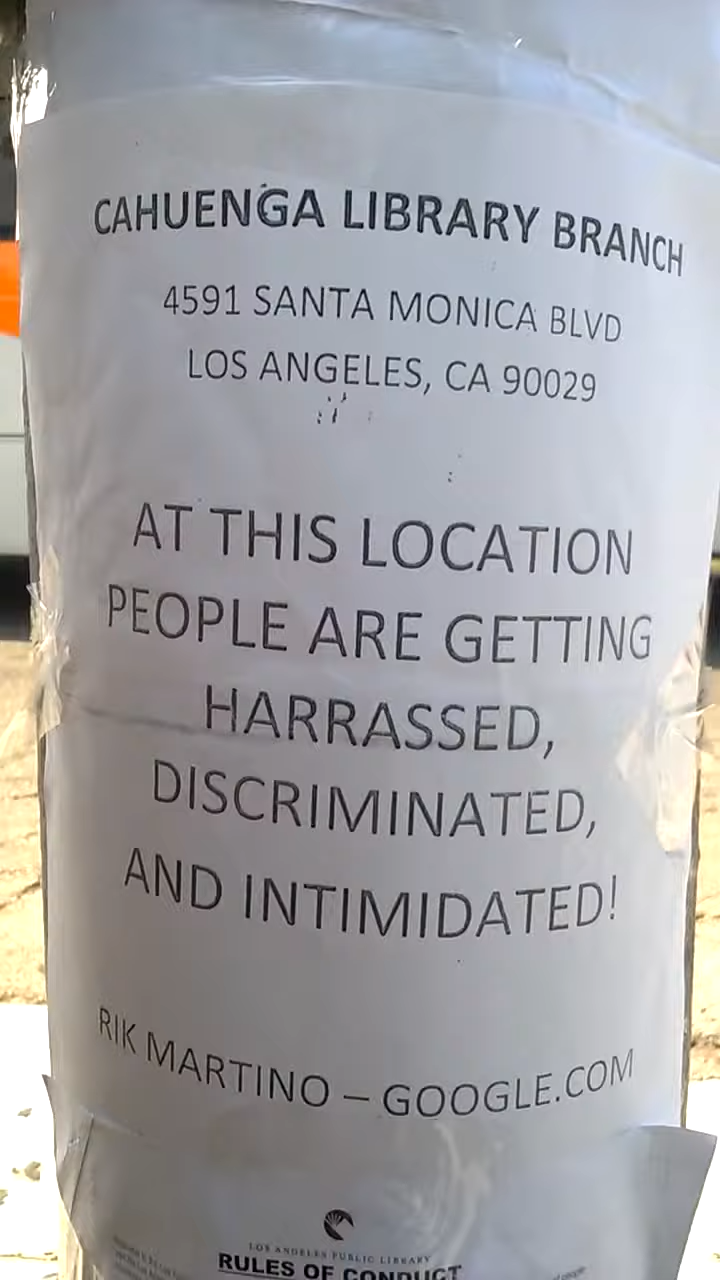 CAHUENGA LIBRARY BRANCH
4591 SANTA MONICA BLVD
LOS ANGELES, CA 90029
AT THIS LOCATION
PEOPLE ARE GETTING
HARRASSED,
DISCRIMINATED,
AND INTIMIDATED!
RIK MARTINO – GOOGLE.COM
LOS ANGELES PUBLIC LIBRARY
RULES OF CONDUCT